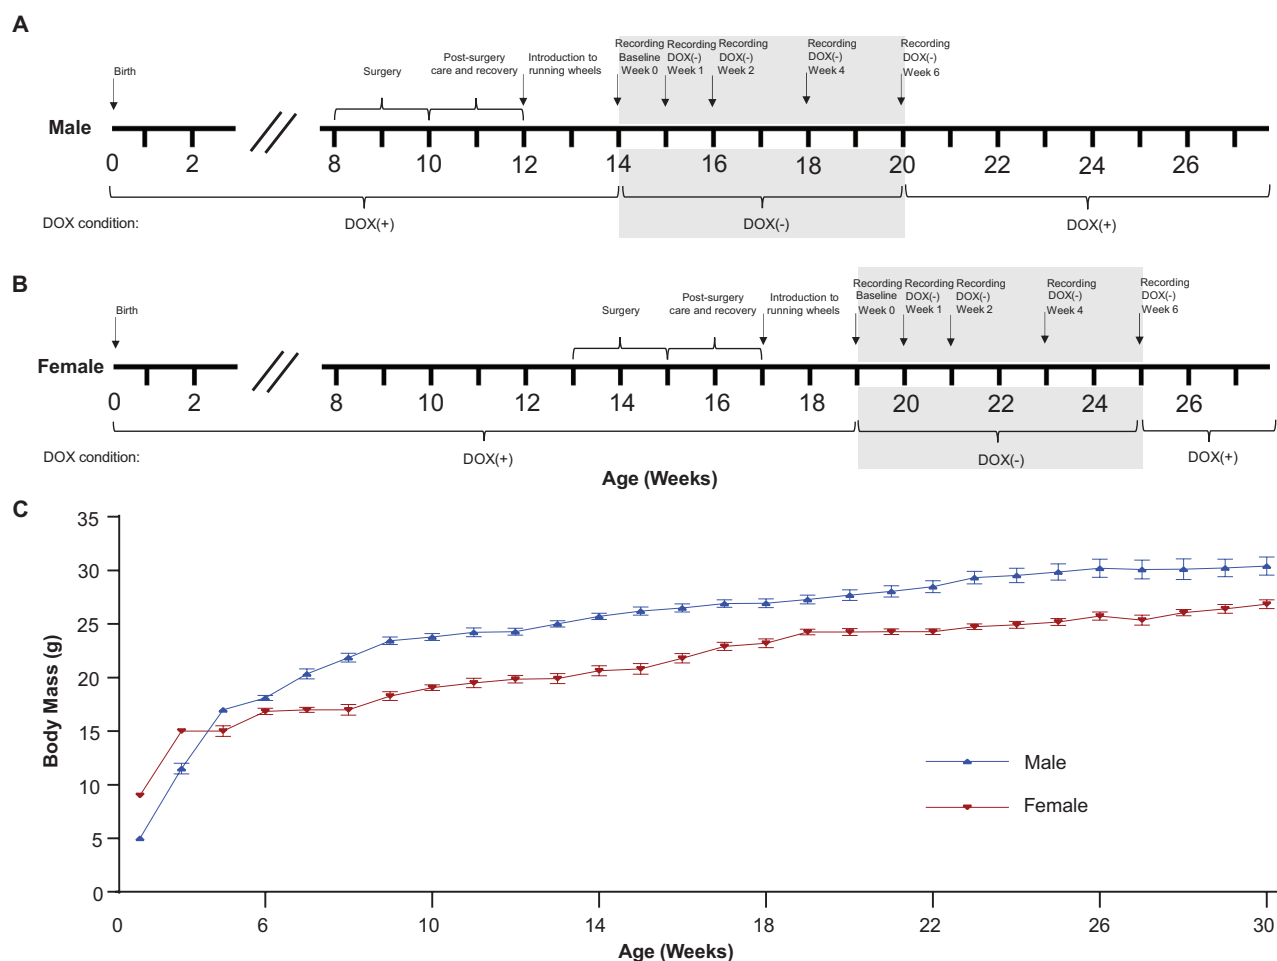 A
Birth
Surgery
Post-surgery
care and recovery
Introduction to
running wheels
Recording
Baseline
Week 0
Recording
DOX(-)
Week 1
Recording
DOX(-)
Week 2
Recording
DOX(-)
Week 4
Recording
DOX(-)
Week 6
Male
0 2 8 10 12 14 16 18 20 22 24 26
DOX condition:
DOX(+)
DOX(-)
DOX(+)
B
Birth
Surgery
Post-surgery
care and recovery
Introduction to
running wheels
Recording
Baseline
Week 0
Recording
DOX(-)
Week 1
Recording
DOX(-)
Week 2
Recording
DOX(-)
Week 4
Recording
DOX(-)
Week 6
Female
0 2 8 10 12 14 16 18 20 22 24 26
DOX condition:
DOX(+)
DOX(-)
DOX(+)
Age (Weeks)
C
Body Mass (g)
35
30
25
20
15
10
5
0
Male
Female
0 6 10 14 18 22 26 30
Age (Weeks)